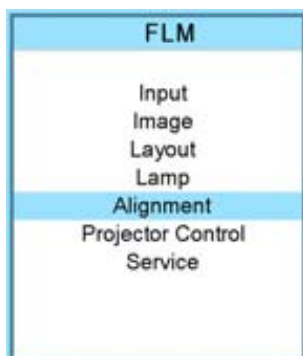 FLM
Input
Image
Layout
Lamp
Alignment
Projector Control
Service